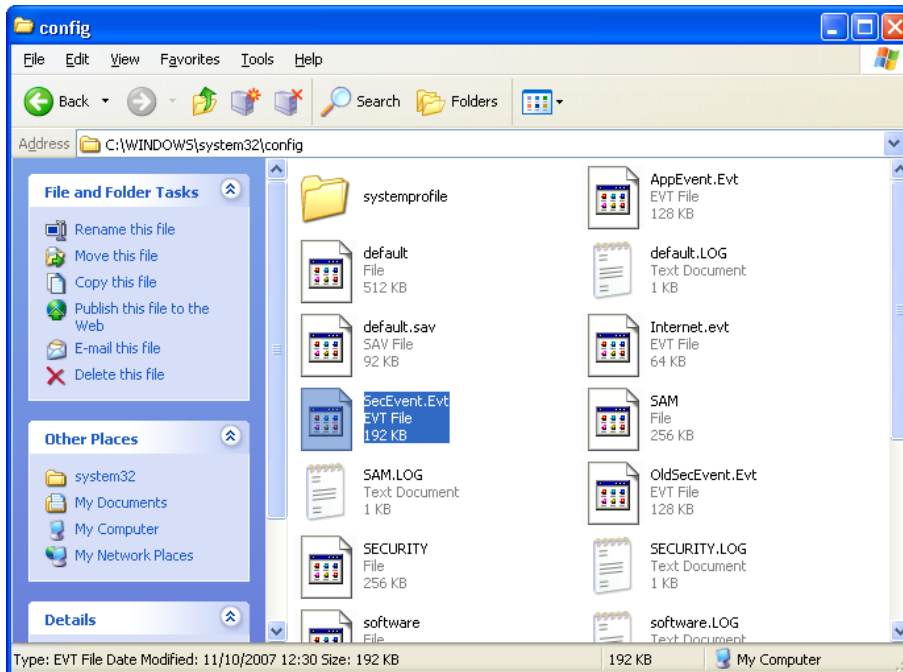 config
File Edit View Favorites Tools Help
Back Search Folders
Address C:\WINDOWS\system32\config
File and Folder Tasks
Rename this file
Move this file
Copy this file
Publish this file to the
Web
E-mail this file
Delete this file
Other Places
system32
My Documents
My Computer
My Network Places
Details
systemprofile
AppEvent.Evt
EVT File
128 KB
default
File
512 KB
default.LOG
Text Document
1 KB
default.sav
SAV File
92 KB
Internet.evt
EVT File
64 KB
SecEvent.Evt
EVT File
192 KB
SAM
File
256 KB
SAM.LOG
Text Document
1 KB
OldSecEvent.Evt
EVT File
128 KB
SECURITY
File
256 KB
SECURITY.LOG
Text Document
1 KB
software
File
software.LOG
Text Document
Type: EVT File Date Modified: 11/10/2007 12:30 Size: 192 KB 192 KB My Computer